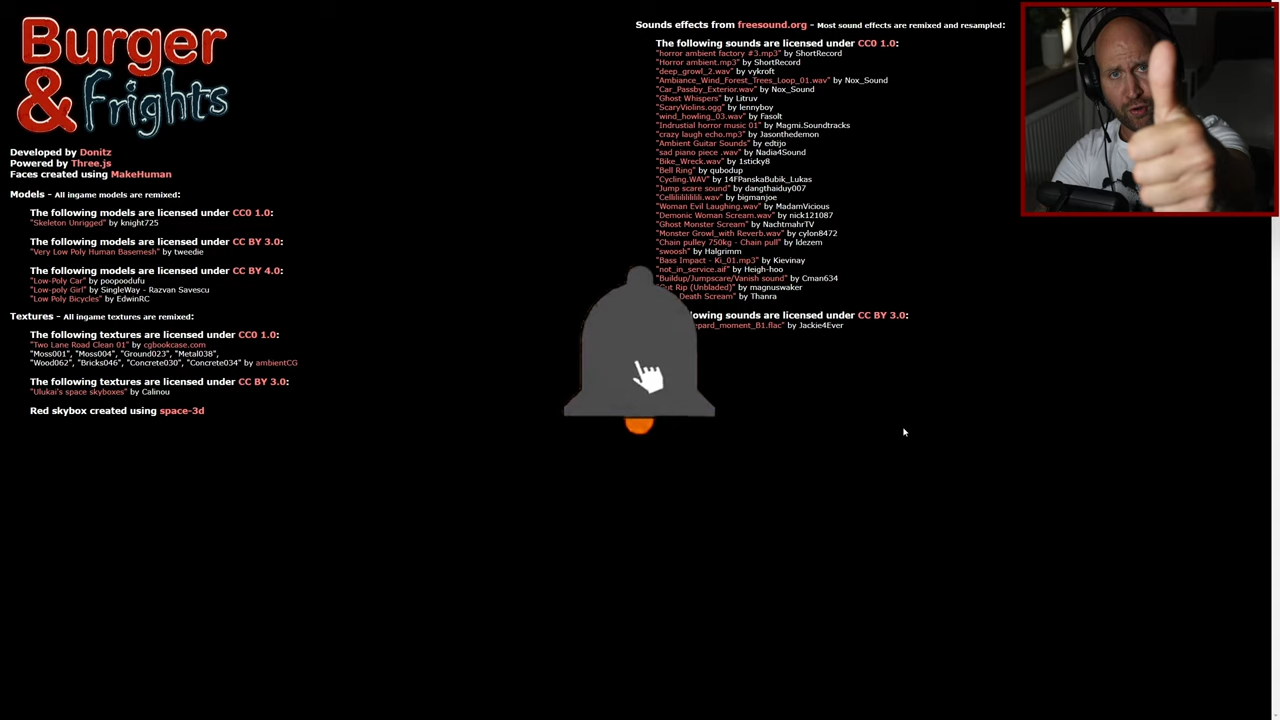 Burger
& Frights
Developed by Donitz
Powered by Three.js
Faces created using MakeHuman
Models - All ingame models are remixed:
The following models are licensed under CC0 1.0:
"Skeleton Unrigged" by knight725
The following models are licensed under CC BY 3.0:
"Very Low Poly Human Basemesh" by tweedie
The following models are licensed under CC BY 4.0:
"Low-Poly Car" by poopoodufu
"Low-poly Girl" by SingleWay - Razvan Savescu
"Low Poly Bicycles" by EdwinRC
Textures - All ingame textures are remixed:
The following textures are licensed under CC0 1.0:
"Two Lane Road Clean 01" by cgbookcase.com
"Moss001", "Moss004", "Ground023", "Metal038",
"Wood062", "Bricks046", "Concrete030", "Concrete034" by ambientCG
The following textures are licensed under CC BY 3.0:
"Ulukai's space skyboxes" by Calinou
Red skybox created using space-3d
Sounds effects from freesound.org - Most sound effects are remixed and resampled:
The following sounds are licensed under CC0 1.0:
"horror ambient factory #3.mp3" by ShortRecord
"Horror ambient.mp3" by ShortRecord
"deep_growl_2.wav" by vykroft
"Ambiance_Wind_Forest_Trees_Loop_01.wav" by Nox_Sound
"Car_Passby_Exterior.wav" by Nox_Sound
"Ghost Whispers" by Litruv
"ScaryViolins.ogg" by lennyboy
"wind_howling_03.wav" by Fasolt
"Indrustial horror music 01" by Magmi.Soundtracks
"crazy laugh echo.mp3" by Jasonthedemon
"Ambient Guitar Sounds" by edtijo
"sad piano piece .wav" by Nadia4Sound
"Bike_Wreck.wav" by 1sticky8
"Bell Ring" by qubodup
"Cycling.WAV" by 14FPanskaBubik_Lukas
"Jump scare sound" by dangthaiduy007
"Celliiliililili.wav" by bigmanjoe
"Woman Evil Laughing.wav" by MadamVicious
"Demonic Woman Scream.wav" by nick121087
"Ghost Monster Scream" by NachtmahrTV
"Monster Growl_with Reverb.wav" by cylon8472
"Chain pulley 750kg - Chain pull" by ldezem
"swoosh" by Halgrimm
"Bass Impact - Ki_01.mp3" by Kievinay
"not_in_service.aif" by Heigh-hoo
"Buildup/Jumpscare/Vanish sound" by Cman634
Rip (Unbladed)" by magnuswaker
Death Scream" by Thanra
sounds are licensed under CC BY 3.0:
by Jackie4Ever